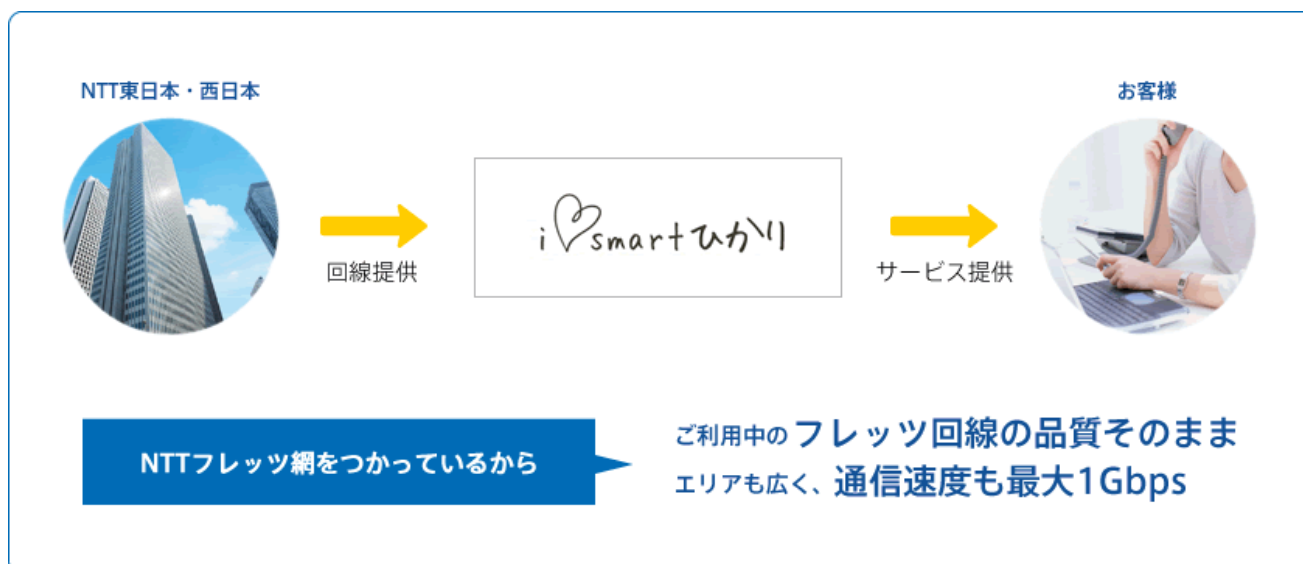 NTT東日本・西日本
お客様
i♡smartひかり
回線提供
サービス提供
NTTフレッツ網をつかっているから
ご利用中のフレッツ回線の品質そのまま
エリアも広く、通信速度も最大1Gbps